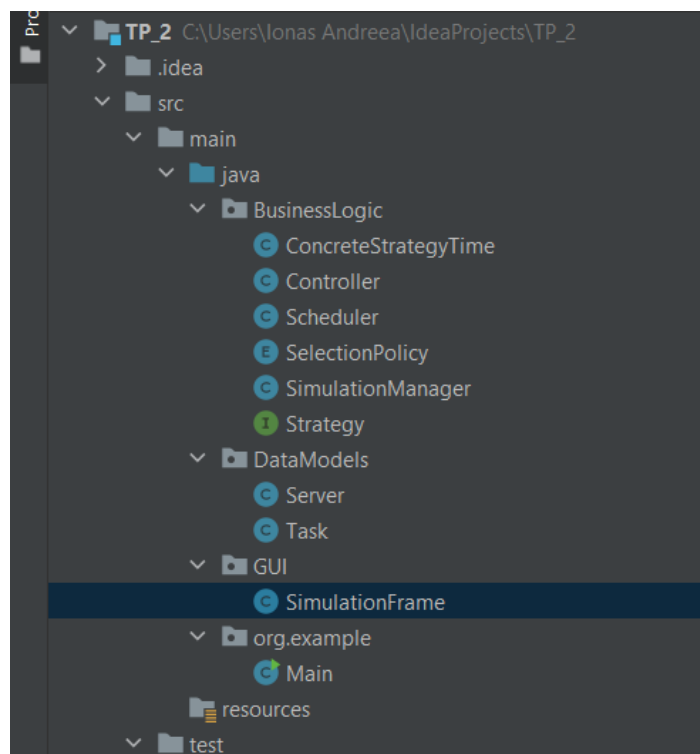 Pro
TP_2 C:\Users\Ionas Andreea\IdeaProjects\TP_2
.idea
src
main
java
BusinessLogic
C ConcreteStrategyTime
C Controller
C Scheduler
E SelectionPolicy
C SimulationManager
I Strategy
DataModels
C Server
C Task
GUI
C SimulationFrame
org.example
C Main
resources
test